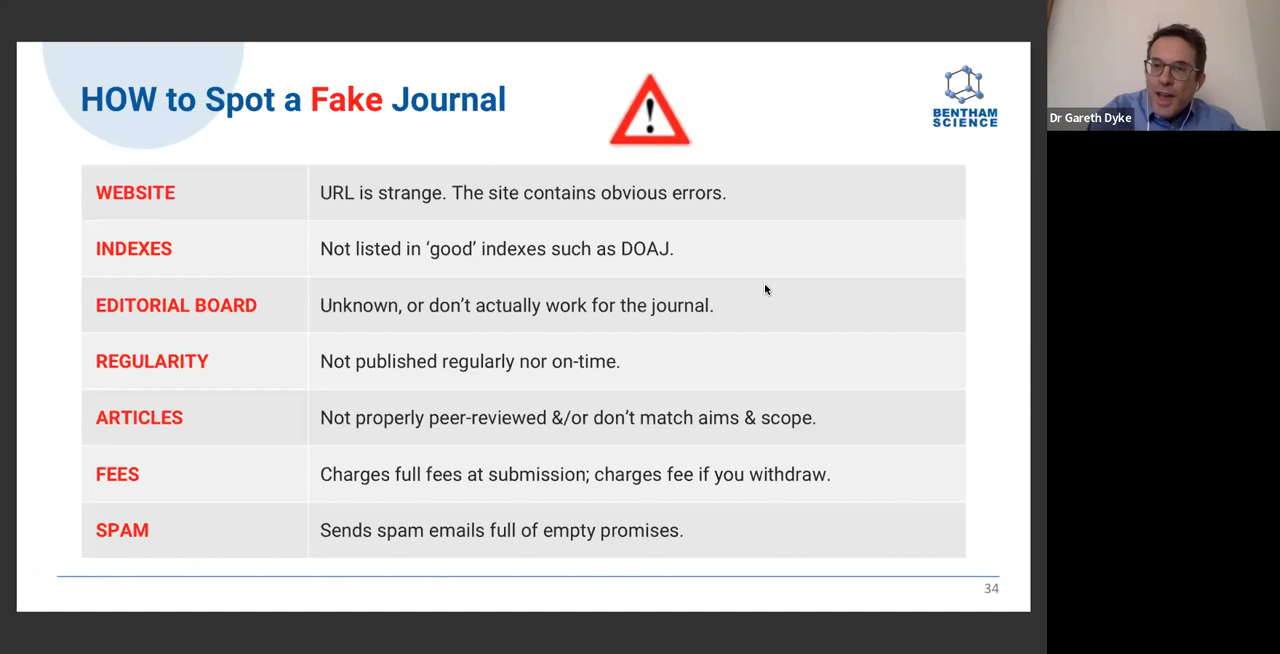 HOW to Spot a Fake Journal
BENTHAM
SCIENCE
Dr Gareth Dyke
WEBSITE URL is strange. The site contains obvious errors.
INDEXES Not listed in ‘good’ indexes such as DOAJ.
EDITORIAL BOARD Unknown, or don’t actually work for the journal.
REGULARITY Not published regularly nor on-time.
ARTICLES Not properly peer-reviewed &/or don’t match aims & scope.
FEES Charges full fees at submission; charges fee if you withdraw.
SPAM Sends spam emails full of empty promises.
34